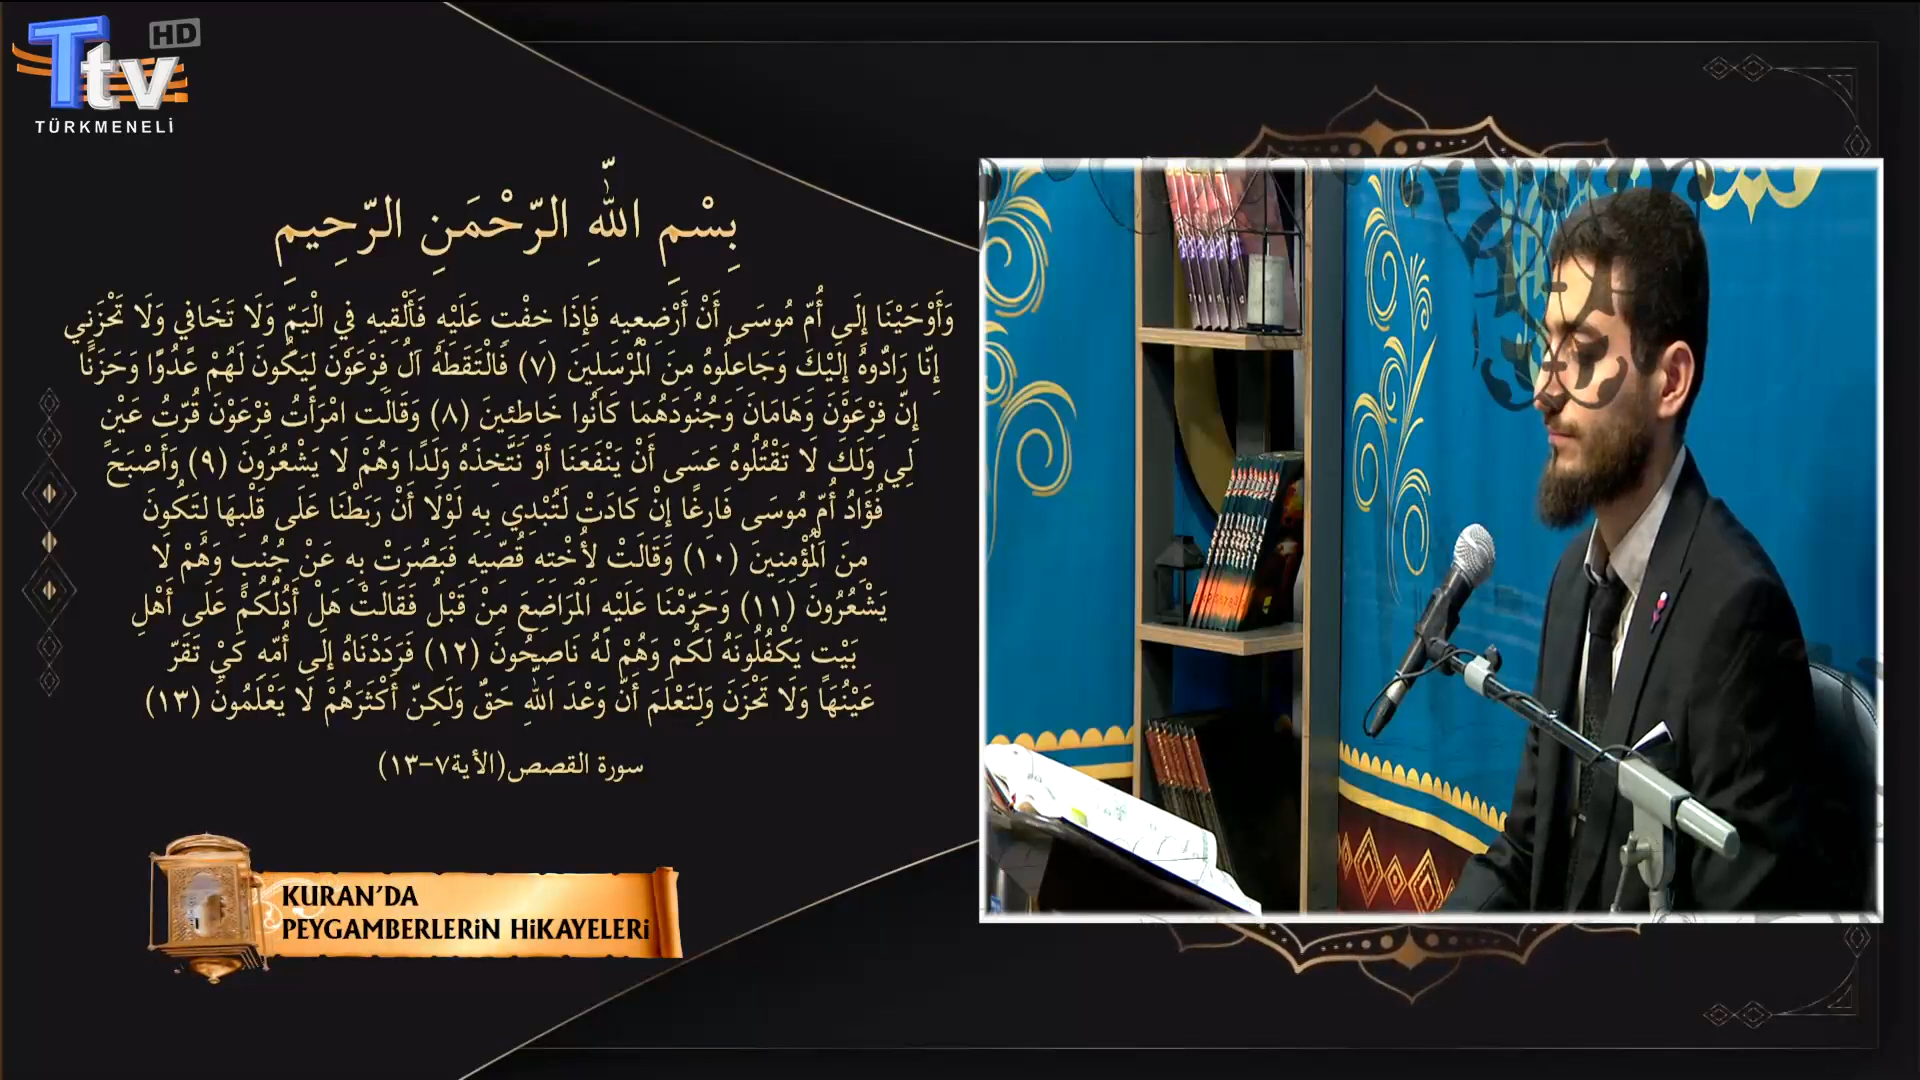 Ttv HD
TÜRKMENELİ
بِسْمِ اللَّهِ الرَّحْمَنِ الرَّحِيمِ
وَأَوْحَيْنَا إِلَى أُمِّ مُوسَى أَنْ أَرْضِعِيهِ فَإِذَا خِفْتِ عَلَيْهِ فَأَلْقِيهِ فِي الْيَمِّ وَلَا تَخَافِي وَلَا تَحْزَنِي
إِنَّا رَادُّوهُ إِلَيْكَ وَجَاعِلُوهُ مِنَ الْمُرْسَلِينَ (٧) فَالْتَقَطَهُ آلُ فِرْعَوْنَ لِيَكُونَ لَهُمْ عَدُوًّا وَحَزَنًا
إِنَّ فِرْعَوْنَ وَهَامَانَ وَجُنُودَهُمَا كَانُوا خَاطِئِينَ (٨) وَقَالَتِ امْرَأَتُ فِرْعَوْنَ قُرَّتُ عَيْنٍ
لِي وَلَكَ لَا تَقْتُلُوهُ عَسَى أَنْ يَنْفَعَنَا أَوْ نَتَّخِذَهُ وَلَدًا وَهُمْ لَا يَشْعُرُونَ (٩) وَأَصْبَحَ
فُؤَادُ أُمِّ مُوسَى فَارِغًا إِنْ كَادَتْ لَتُبْدِي بِهِ لَوْلَا أَنْ رَبَطْنَا عَلَى قَلْبِهَا لِتَكُونَ
مِنَ الْمُؤْمِنِينَ (١٠) وَقَالَتْ لِأُخْتِهِ قُصِّيهِ فَبَصُرَتْ بِهِ عَنْ جُنُبٍ وَهُمْ لَا
يَشْعُرُونَ (١١) وَحَرَّمْنَا عَلَيْهِ الْمَرَاضِعَ مِنْ قَبْلُ فَقَالَتْ هَلْ أَدُلُّكُمْ عَلَى أَهْلِ
بَيْتٍ يَكْفُلُونَهُ لَكُمْ وَهُمْ لَهُ نَاصِحُونَ (١٢) فَرَدَدْنَاهُ إِلَى أُمِّهِ كَيْ تَقَرَّ
عَيْنُهَا وَلَا تَحْزَنَ وَلِتَعْلَمَ أَنَّ وَعْدَ اللَّهِ حَقٌّ وَلَكِنَّ أَكْثَرَهُمْ لَا يَعْلَمُونَ (١٣)
سورة القصص(الأية٧-١٣)
KURAN'DA
PEYGAMBERLERiN HiKAYELERi